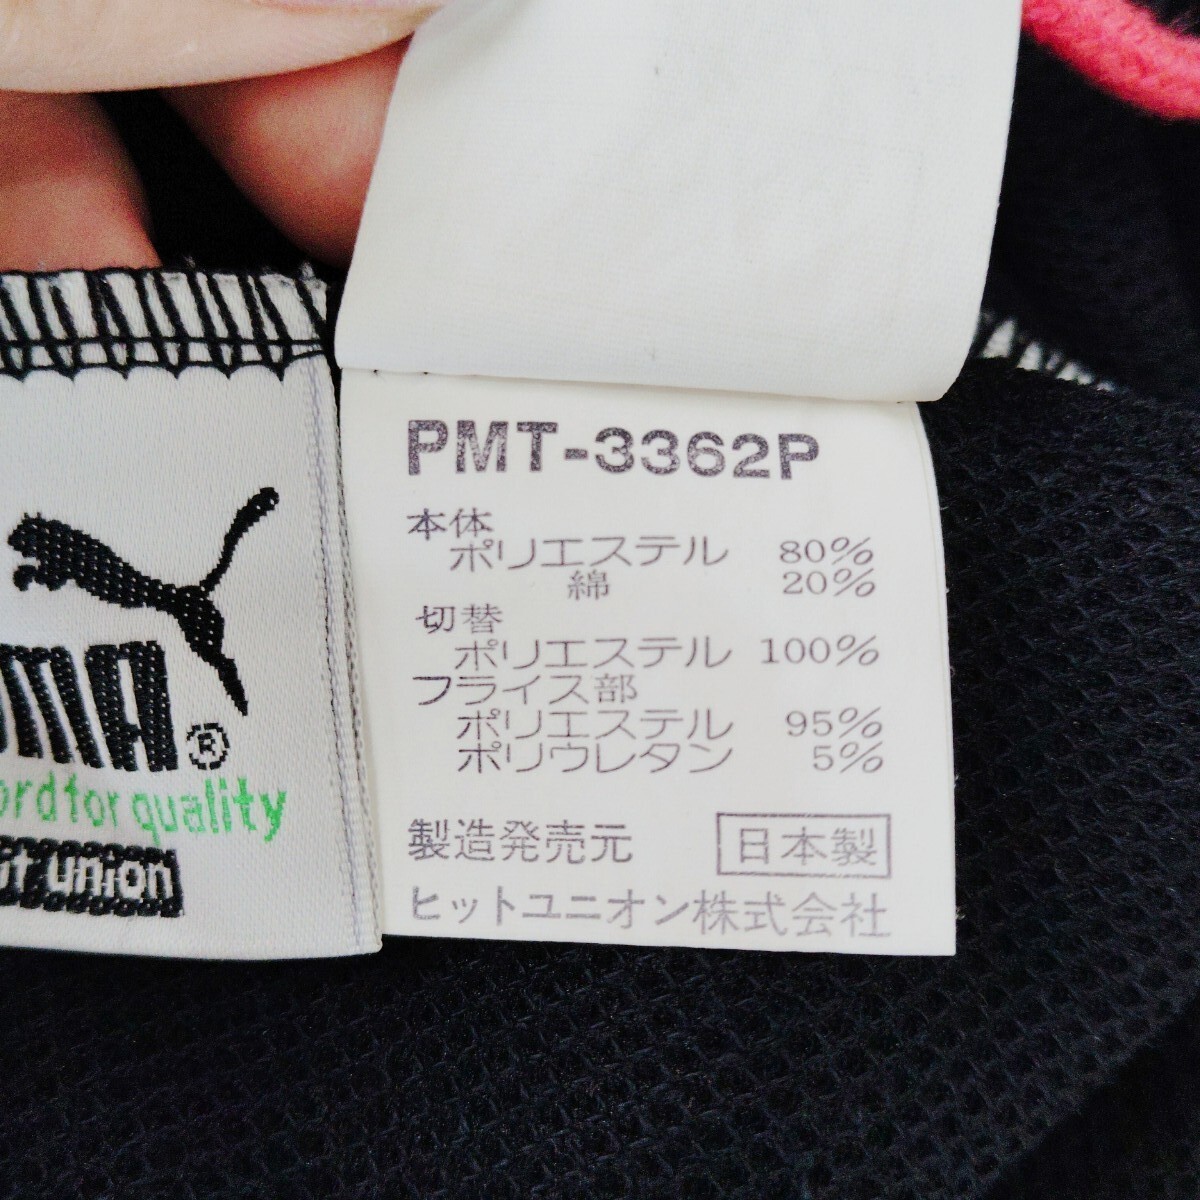 PMT-3362P
本体
ポリエステル 80%
綿 20%
切替
ポリエステル 100%
フライス部
ポリエステル 95%
ポリウレタン 5%
製造発売元 日本製
ヒットユニオン株式会社
®
for quality
union